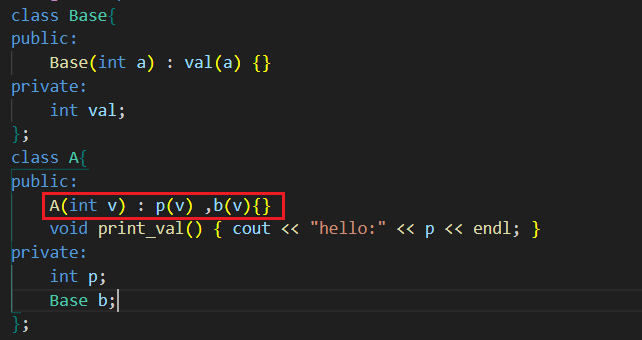 class Base{
public:
    Base(int a) : val(a) {}
private:
    int val;
};
class A{
public:
    A(int v) : p(v) ,b(v){}
    void print_val() { cout << "hello:" << p << endl; }
private:
    int p;
    Base b;
};